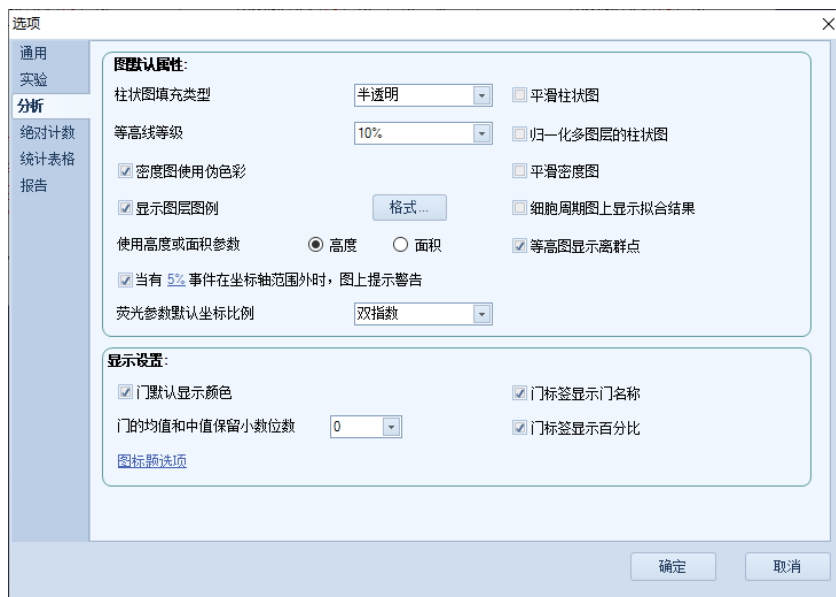 选项
通用
实验
分析
绝对计数
统计表格
报告
图默认属性:
柱状图填充类型 半透明 平滑柱状图
等高线等级 10% 归一化多图层的柱状图
密度图使用伪色彩 平滑密度图
显示图层图例 格式... 细胞周期图上显示拟合结果
使用高度或面积参数 高度 面积 等高图显示离群点
当有 5% 事件在坐标轴范围外时，图上提示警告
荧光参数默认坐标比例 双指数
显示设置:
门默认显示颜色 门标签显示门名称
门的均值和中值保留小数位数 0 门标签显示百分比
图标题选项
确定 取消